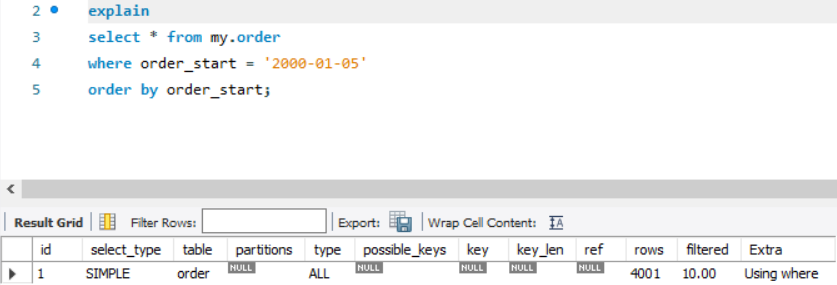 2 explain
3 select * from my.order
4 where order_start = '2000-01-05'
5 order by order_start;
Result Grid Filter Rows: Export: Wrap Cell Content: IA
id select_type table partitions type possible_keys key key_len ref rows filtered Extra
1 SIMPLE order NULL ALL NULL NULL NULL NULL 4001 10.00 Using where